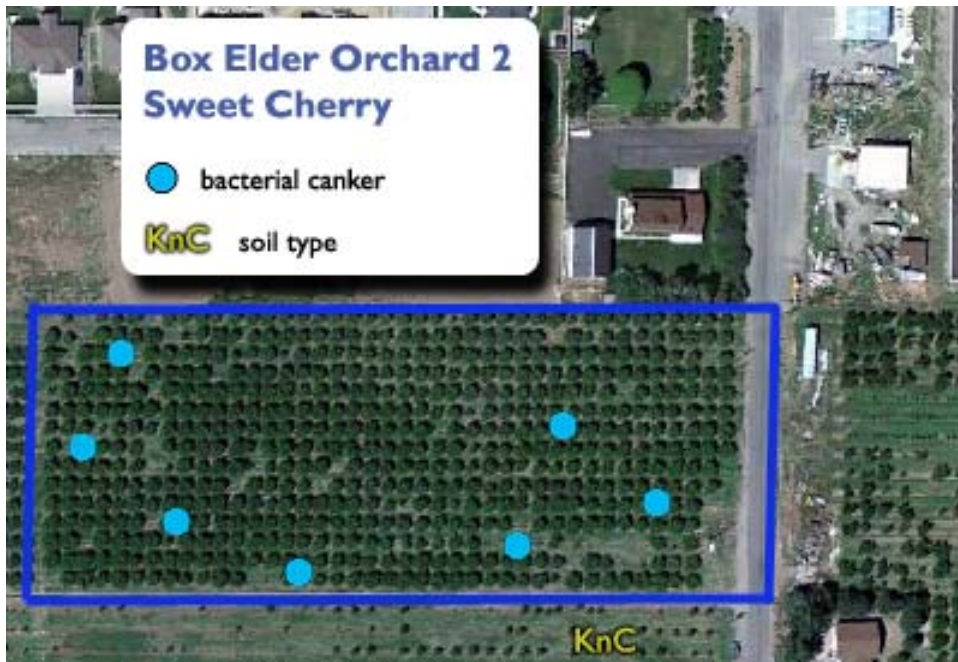 Box Elder Orchard 2
Sweet Cherry
bacterial canker
KnC soil type
KnC